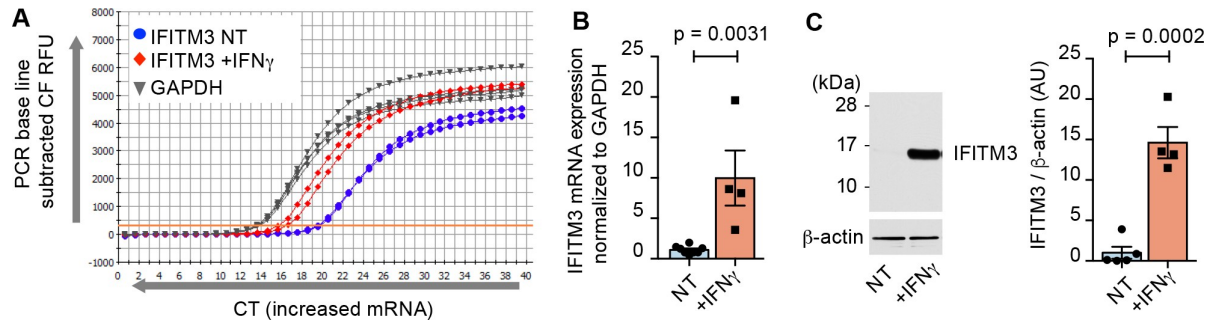 A
8000
7000
6000
5000
4000
3000
2000
1000
0
-1000
PCR base line
subtracted CF RFU
IFITM3 NT
IFITM3 +IFNγ
GAPDH
0 2 4 6 8 10 12 14 16 18 20 22 24 26 28 30 32 34 36 38 40
CT (increased mRNA)
B
p = 0.0031
IFITM3 mRNA expression
normalized to GAPDH
25
20
15
10
5
0
NT
+IFNγ
C
(kDa)
28
17
10
IFITM3
β-actin
NT
+IFNγ
p = 0.0002
IFITM3 / β-actin (AU)
25
20
15
10
5
0
NT
+IFNγ